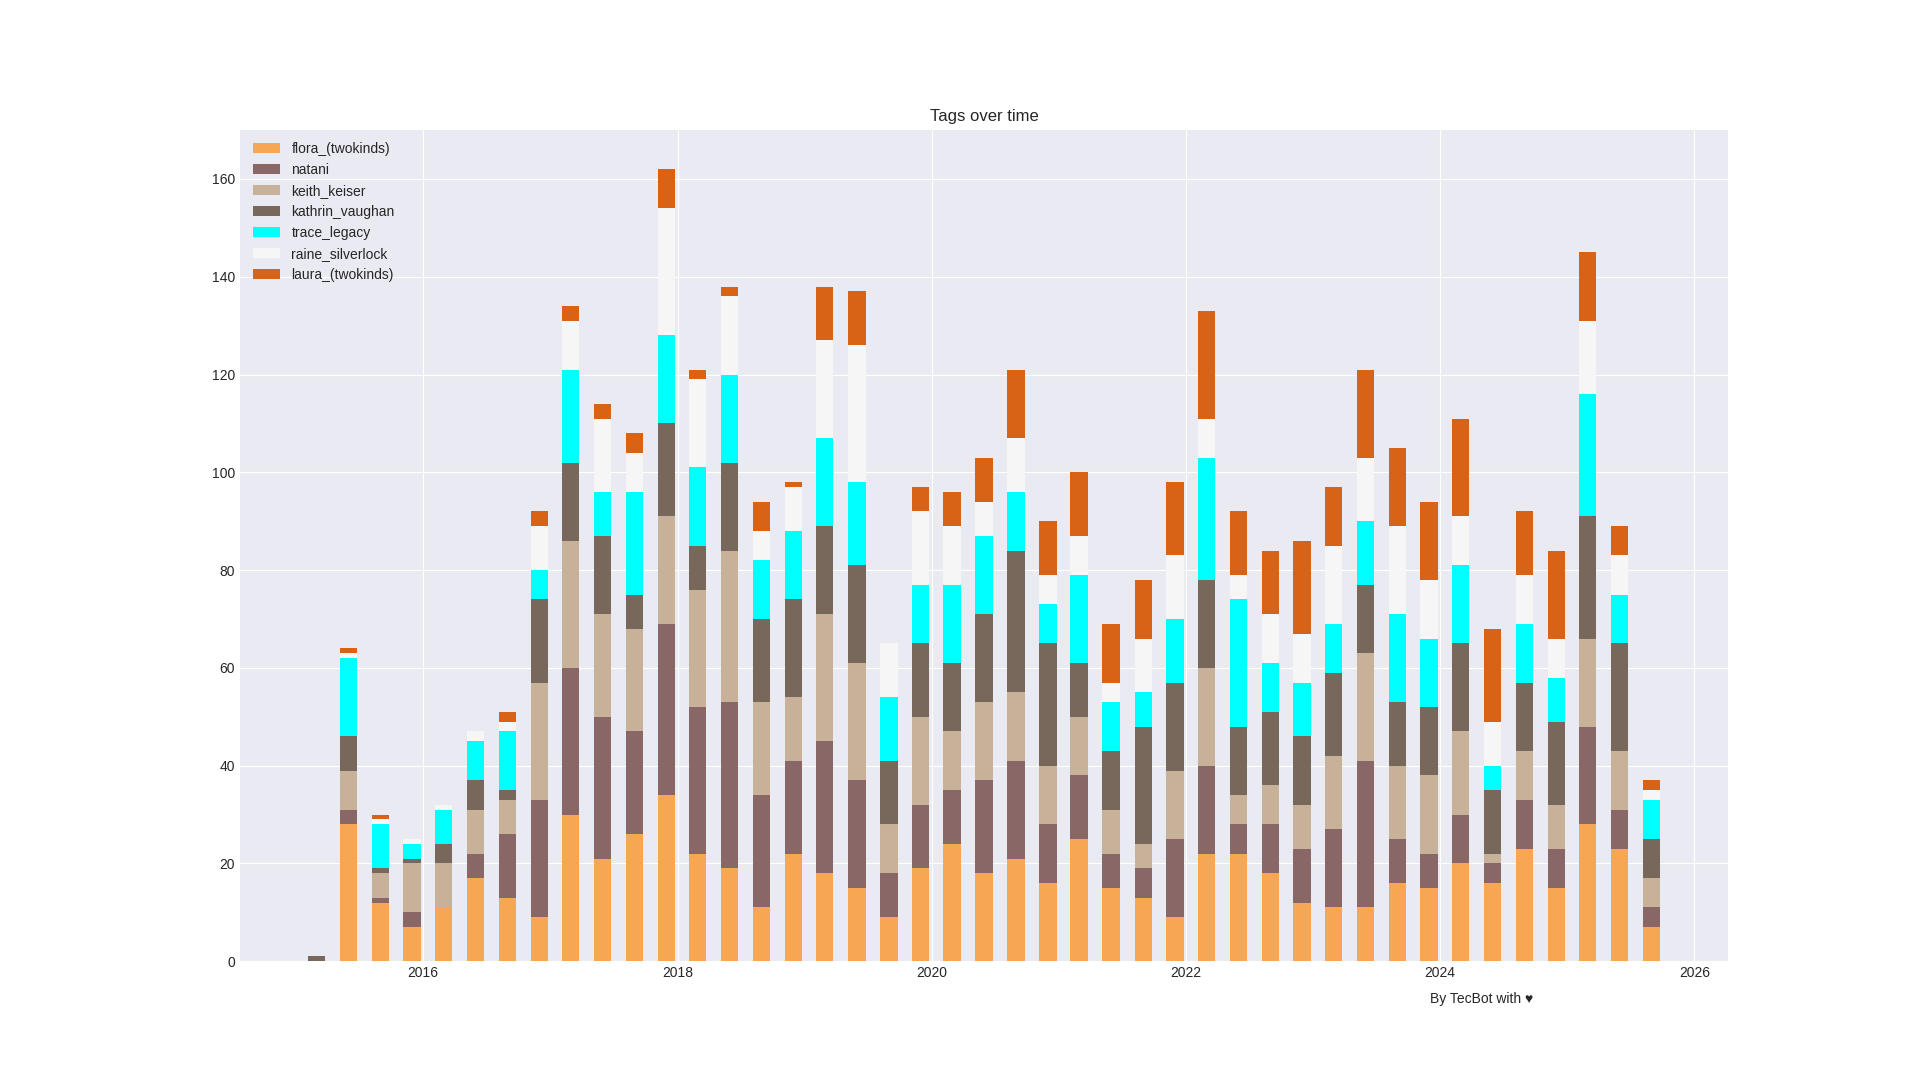 Tags over time
flora_(twokinds)
natani
keith_keiser
kathrin_vaughan
trace_legacy
raine_silverlock
laura_(twokinds)
160
140
120
100
80
60
40
20
0
2016 2018 2020 2022 2024 2026
By TecBot with ♥